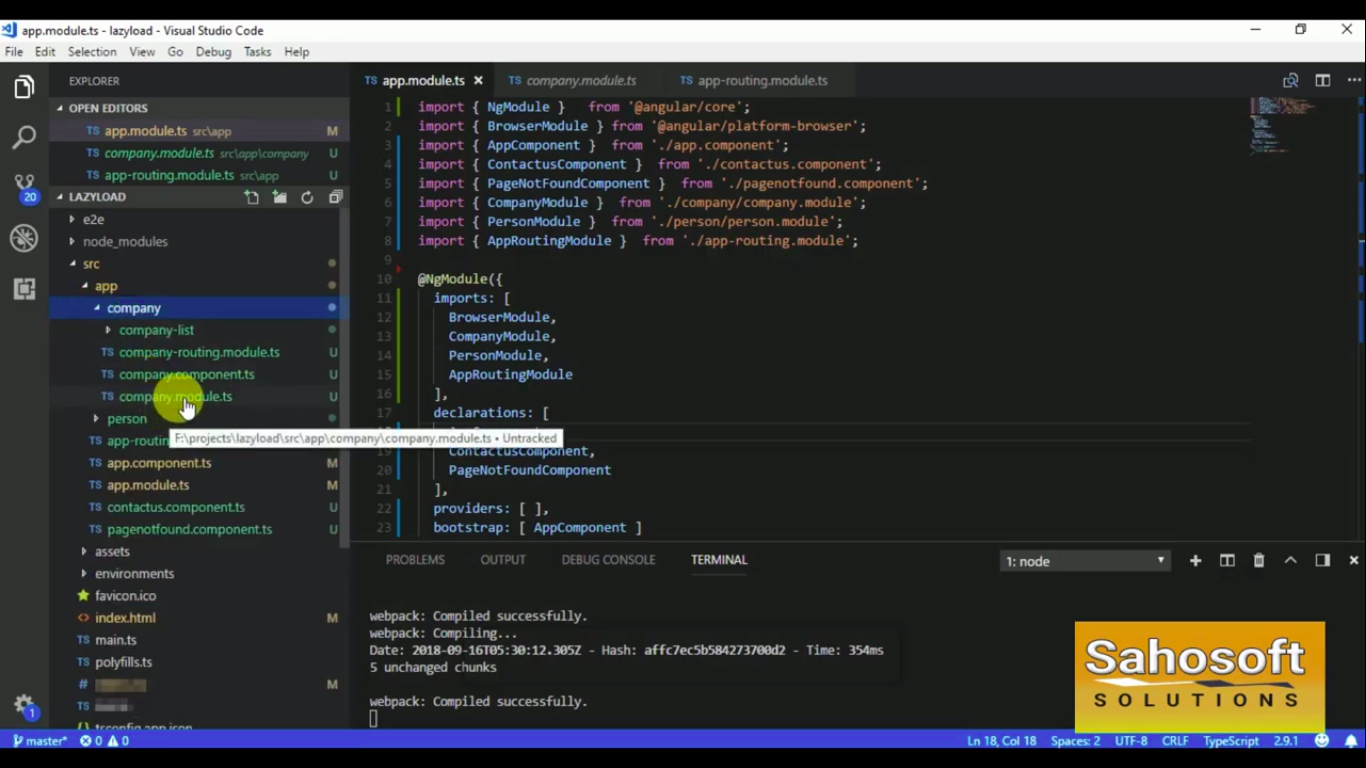 app.module.ts - lazyload - Visual Studio Code
File Edit Selection View Go Debug Tasks Help
EXPLORER
OPEN EDITORS
TS app.module.ts src\app M
TS company.module.ts src\app\company U
TS app-routing.module.ts src\app U
LAZYLOAD
e2e
node_modules
src
app
company
company-list
TS company-routing.module.ts U
TS company.component.ts U
TS company.module.ts U
person
TS app-routin
F:\projects\lazyload\src\app\company\company.module.ts • Untracked
TS app.component.ts M
TS app.module.ts M
TS contactus.component.ts U
TS pagenotfound.component.ts U
assets
environments
favicon.ico
<> index.html M
TS main.ts
TS polyfills.ts
# M
TS
{} tsconfig.app.json
20
1
TS app.module.ts × TS company.module.ts TS app-routing.module.ts
1 import { NgModule } from '@angular/core';
2 import { BrowserModule } from '@angular/platform-browser';
3 import { AppComponent } from './app.component';
4 import { ContactusComponent } from './contactus.component';
5 import { PageNotFoundComponent } from './pagenotfound.component';
6 import { CompanyModule } from './company/company.module';
7 import { PersonModule } from './person/person.module';
8 import { AppRoutingModule } from './app-routing.module';
9
10 @NgModule({
11 imports: [
12 BrowserModule,
13 CompanyModule,
14 PersonModule,
15 AppRoutingModule
16 ],
17 declarations: [
19 ContactusComponent,
20 PageNotFoundComponent
21 ],
22 providers: [ ],
23 bootstrap: [ AppComponent ]
PROBLEMS OUTPUT DEBUG CONSOLE TERMINAL 1: node
webpack: Compiled successfully.
webpack: Compiling...
Date: 2018-09-16T05:30:12.305Z - Hash: affc7ec5b584273700d2 - Time: 354ms
5 unchanged chunks
webpack: Compiled successfully.
Sahosoft
SOLUTIONS
master* 0 0 Ln 18, Col 18 Spaces: 2 UTF-8 CRLF TypeScript 2.9.1